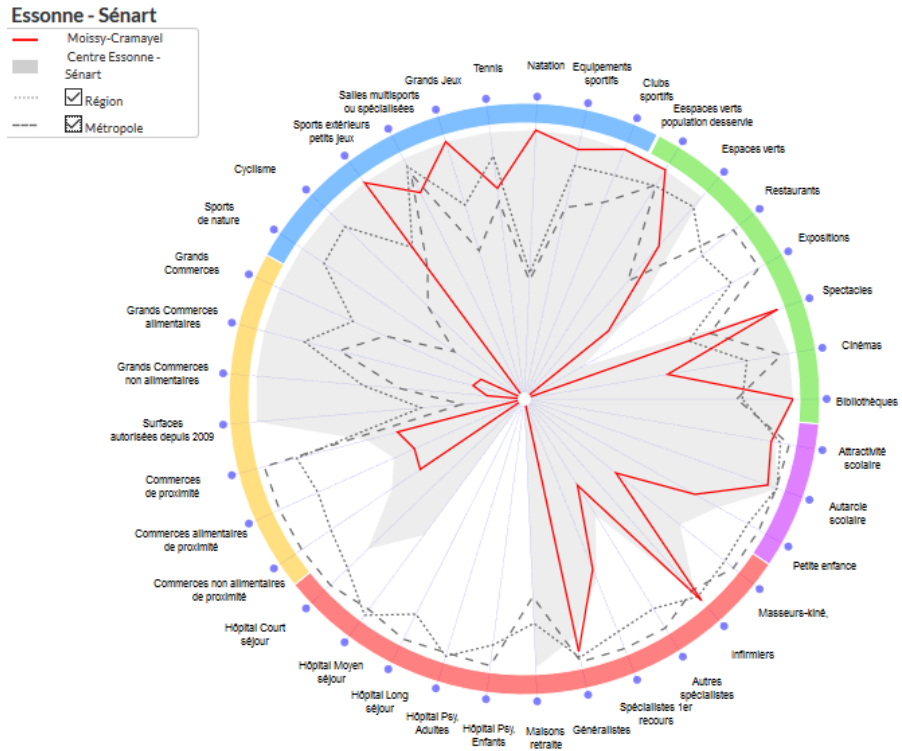 Essonne - Sénart
Moissy-Cramayel
Centre Essonne -
Sénart
Région
Métropole
Natation
Equipements
sportifs
Clubs
sportifs
Eespaces verts
population desservie
Espaces verts
Restaurants
Expositions
Spectacles
Cinémas
Bibliothèques
Attractivité
scolaire
Autarcie
scolaire
Petite enfance
Masseurs-kiné,
Infirmiers
Autres
spécialistes
Spécialistes 1er
recours
Généralistes
Maisons
retraite
Hôpital Psy,
Enfants
Hôpital Psy,
Adultes
Hôpital Long
séjour
Hôpital Moyen
séjour
Hôpital Court
séjour
Commerces non alimentaires
de proximité
Commerces alimentaires
de proximité
Commerces
de proximité
Surfaces
autorisées depuis 2009
Grands Commerces
non alimentaires
Grands Commerces
alimentaires
Grands
Commerces
Sports
de nature
Cyclisme
Sports extérieurs
petits jeux
Salles multisports
ou spécialisées
Grands Jeux
Tennis